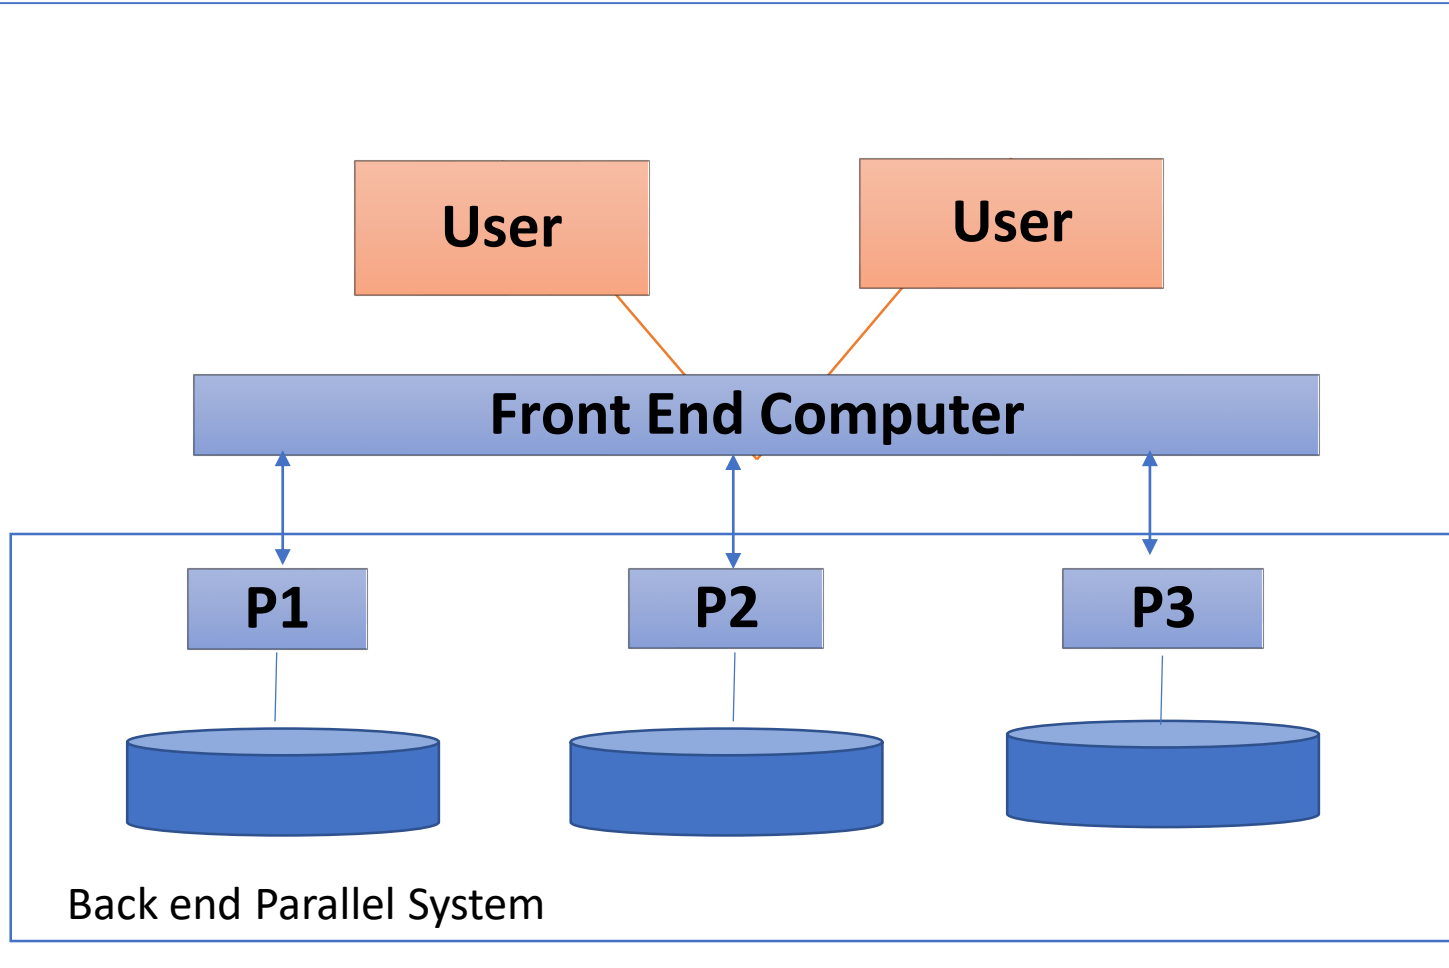 User
User
Front End Computer
P1
P2
P3
Back end Parallel System